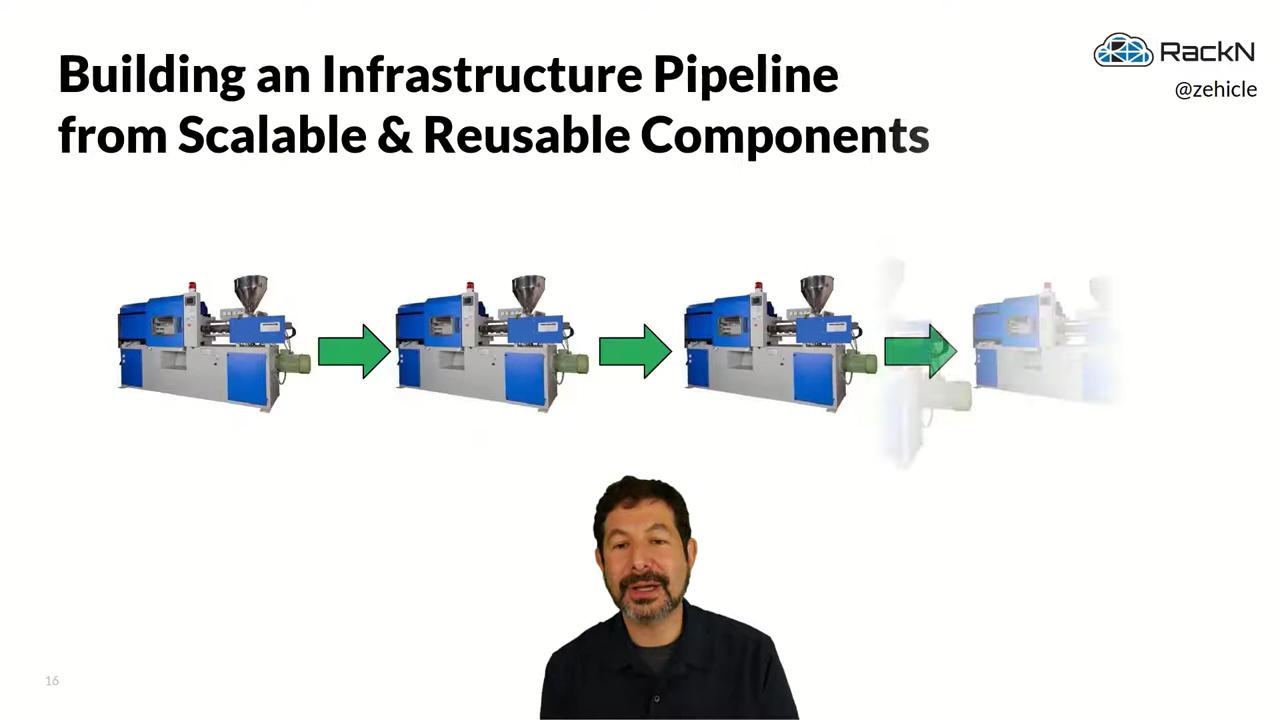 Building an Infrastructure Pipeline
from Scalable & Reusable Components
RackN
@zehicle
16